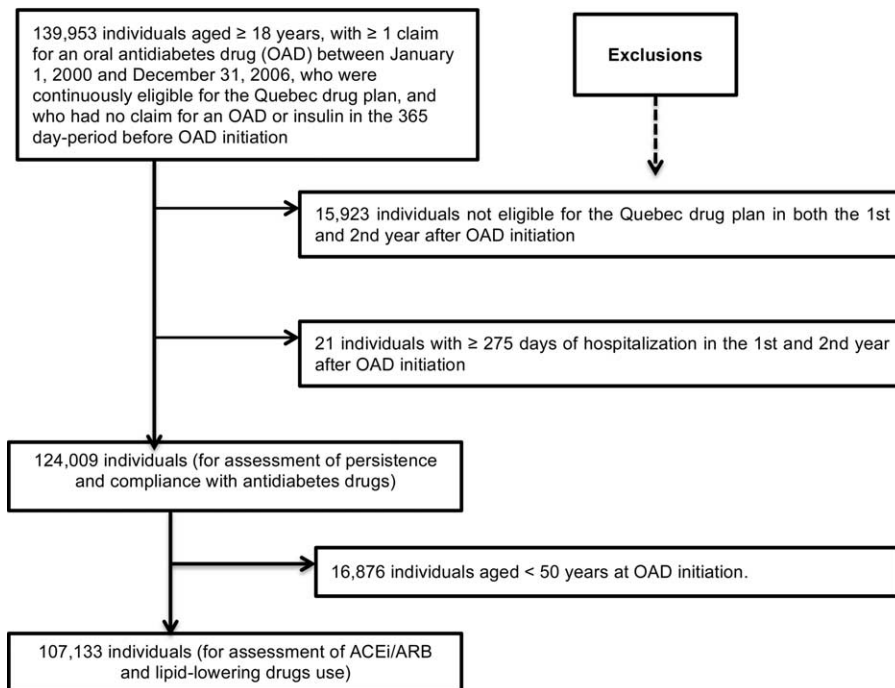 139,953 individuals aged ≥ 18 years, with ≥ 1 claim
for an oral antidiabetes drug (OAD) between January
1, 2000 and December 31, 2006, who were
continuously eligible for the Quebec drug plan, and
who had no claim for an OAD or insulin in the 365
day-period before OAD initiation
Exclusions
15,923 individuals not eligible for the Quebec drug plan in both the 1st
and 2nd year after OAD initiation
21 individuals with ≥ 275 days of hospitalization in the 1st and 2nd year
after OAD initiation
124,009 individuals (for assessment of persistence
and compliance with antidiabetes drugs)
16,876 individuals aged < 50 years at OAD initiation.
107,133 individuals (for assessment of ACEi/ARB
and lipid-lowering drugs use)